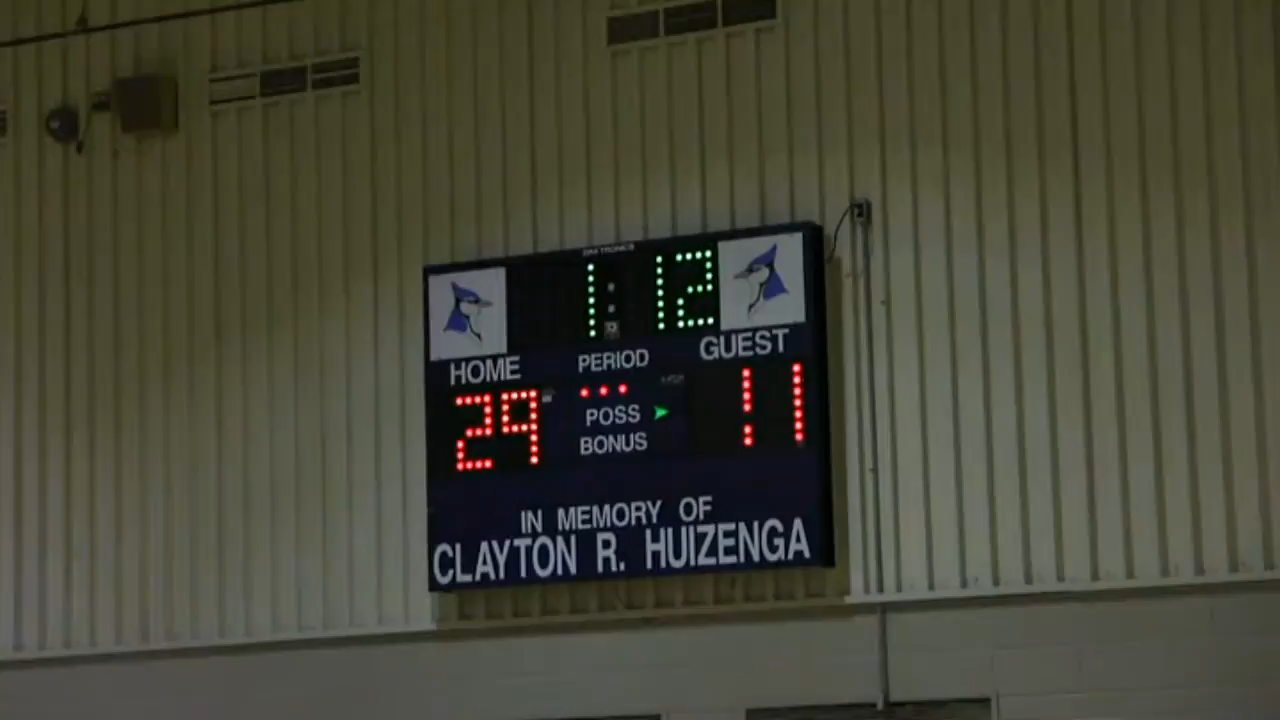 1:12
HOME PERIOD GUEST
29 11
POSS
BONUS
IN MEMORY OF
CLAYTON R. HUIZENGA